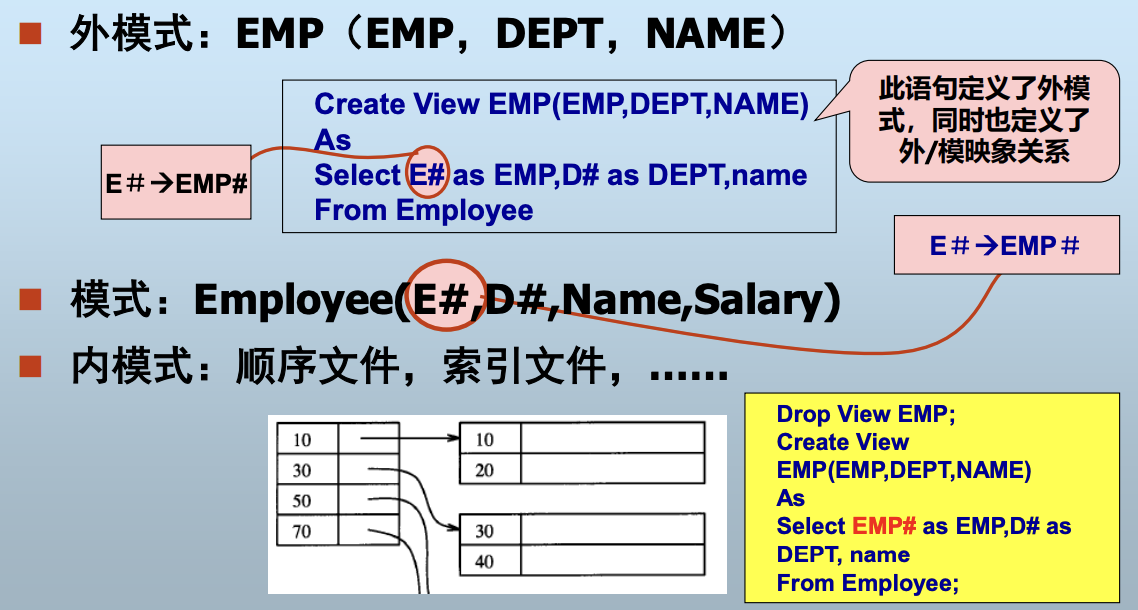 外模式：EMP（EMP，DEPT，NAME）
Create View EMP(EMP,DEPT,NAME)
As
Select E# as EMP,D# as DEPT,name
From Employee
此语句定义了外模
式，同时也定义了
外/模映象关系
E＃→EMP#
E＃→EMP＃
模式：Employee(E#,D#,Name,Salary)
内模式：顺序文件，索引文件，……
10
30
50
70
10
20
30
40
Drop View EMP;
Create View
EMP(EMP,DEPT,NAME)
As
Select EMP# as EMP,D# as
DEPT, name
From Employee;